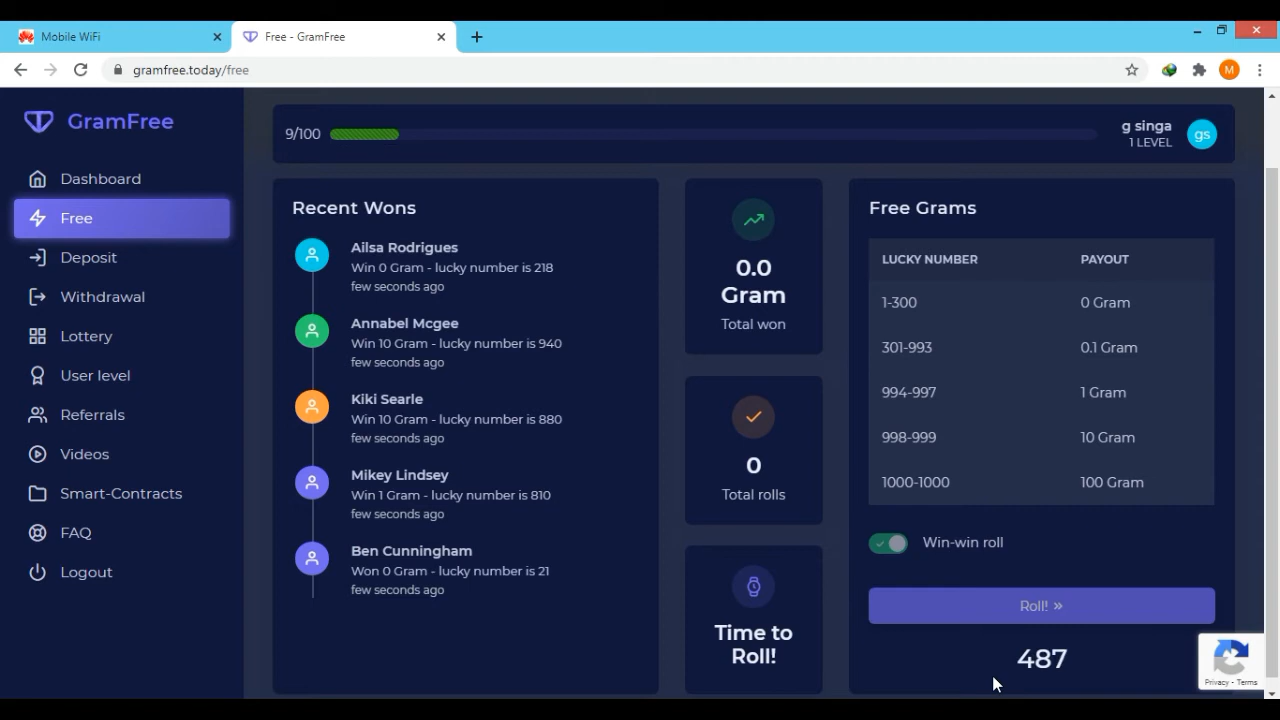 Mobile WiFi
Free - GramFree
gramfree.today/free
M
GramFree
Dashboard
Free
Deposit
Withdrawal
Lottery
User level
Referrals
Videos
Smart-Contracts
FAQ
Logout
9/100
g singa
1 LEVEL
gs
Recent Wons
Ailsa Rodrigues
Win 0 Gram - lucky number is 218
few seconds ago
Annabel Mcgee
Win 10 Gram - lucky number is 940
few seconds ago
Kiki Searle
Win 10 Gram - lucky number is 880
few seconds ago
Mikey Lindsey
Win 1 Gram - lucky number is 810
few seconds ago
Ben Cunningham
Won 0 Gram - lucky number is 21
few seconds ago
0.0
Gram
Total won
0
Total rolls
Time to
Roll!
Free Grams
LUCKY NUMBER PAYOUT
1-300 0 Gram
301-993 0.1 Gram
994-997 1 Gram
998-999 10 Gram
1000-1000 100 Gram
Win-win roll
Roll! »
487
Privacy - Terms